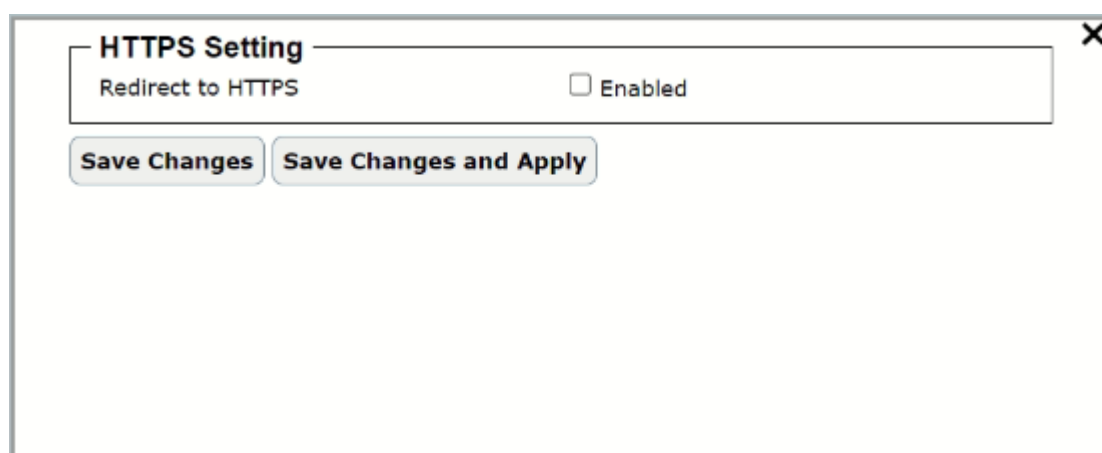 HTTPS Setting
Redirect to HTTPS Enabled
Save Changes Save Changes and Apply